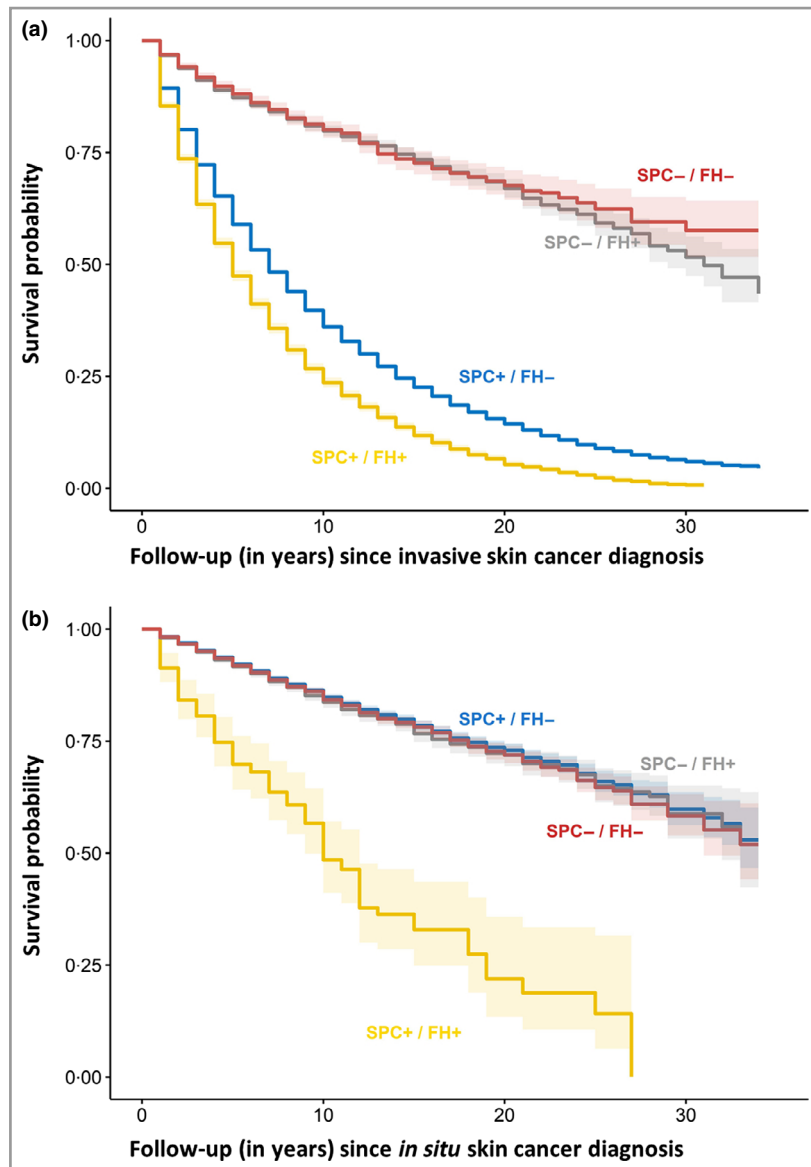 (a)
1·00
0·75
0·50
0·25
0·00
Survival probability
SPC– / FH–
SPC– / FH+
SPC+ / FH–
SPC+ / FH+
0
10
20
30
Follow-up (in years) since invasive skin cancer diagnosis
(b)
1·00
0·75
0·50
0·25
0·00
Survival probability
SPC+ / FH–
SPC– / FH+
SPC– / FH–
SPC+ / FH+
0
10
20
30
Follow-up (in years) since in situ skin cancer diagnosis